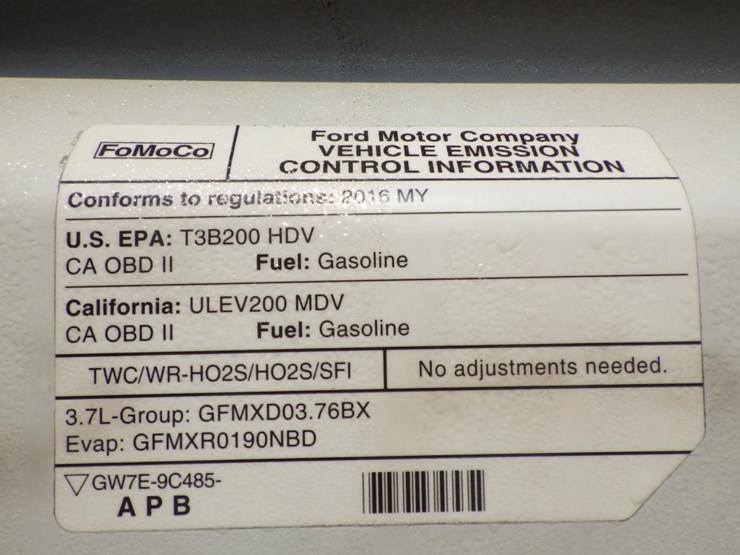 FoMoCo
Ford Motor Company
VEHICLE EMISSION
CONTROL INFORMATION
Conforms to regulations: 2016 MY
U.S. EPA: T3B200 HDV
CA OBD II Fuel: Gasoline
California: ULEV200 MDV
CA OBD II Fuel: Gasoline
TWC/WR-HO2S/HO2S/SFI
No adjustments needed.
3.7L-Group: GFMXD03.76BX
Evap: GFMXR0190NBD
GW7E-9C485-
A P B